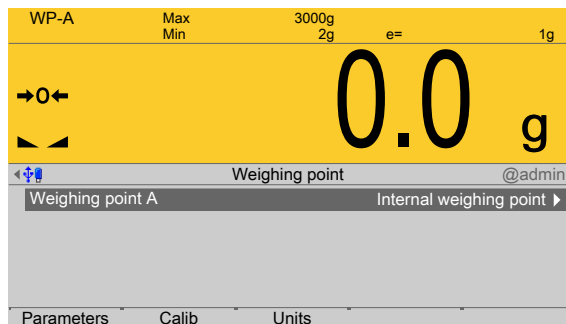 WP-A Max 3000g
Min 2g e= 1g
→0←
0.0 g
Weighing point @admin
Weighing point A Internal weighing point
Parameters Calib Units